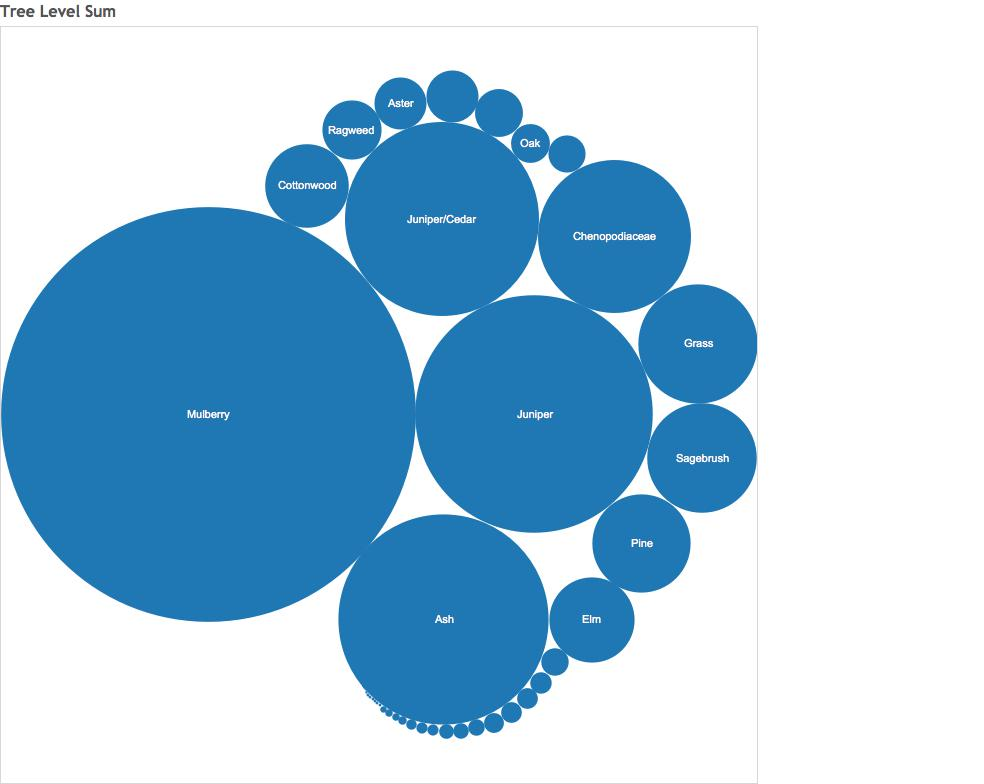 Tree Level Sum
Aster
Ragweed
Oak
Cottonwood
Juniper/Cedar
Chenopodiaceae
Grass
Mulberry
Juniper
Sagebrush
Pine
Ash
Elm